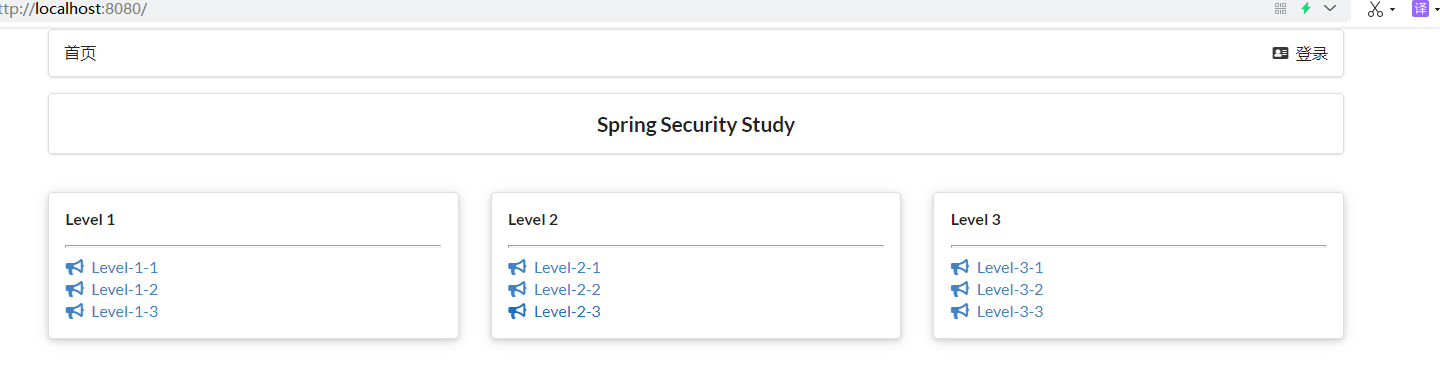 ttp://localhost:8080/
译
首页 登录
Spring Security Study
Level 1
Level-1-1
Level-1-2
Level-1-3
Level 2
Level-2-1
Level-2-2
Level-2-3
Level 3
Level-3-1
Level-3-2
Level-3-3